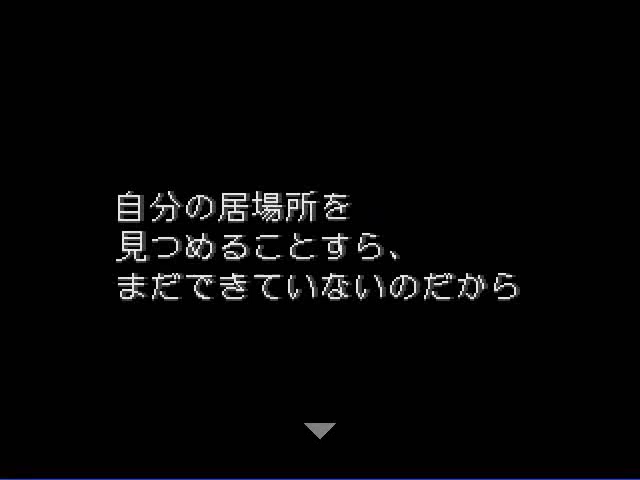 自分の居場所を
見つめることすら、
まだできていないのだから